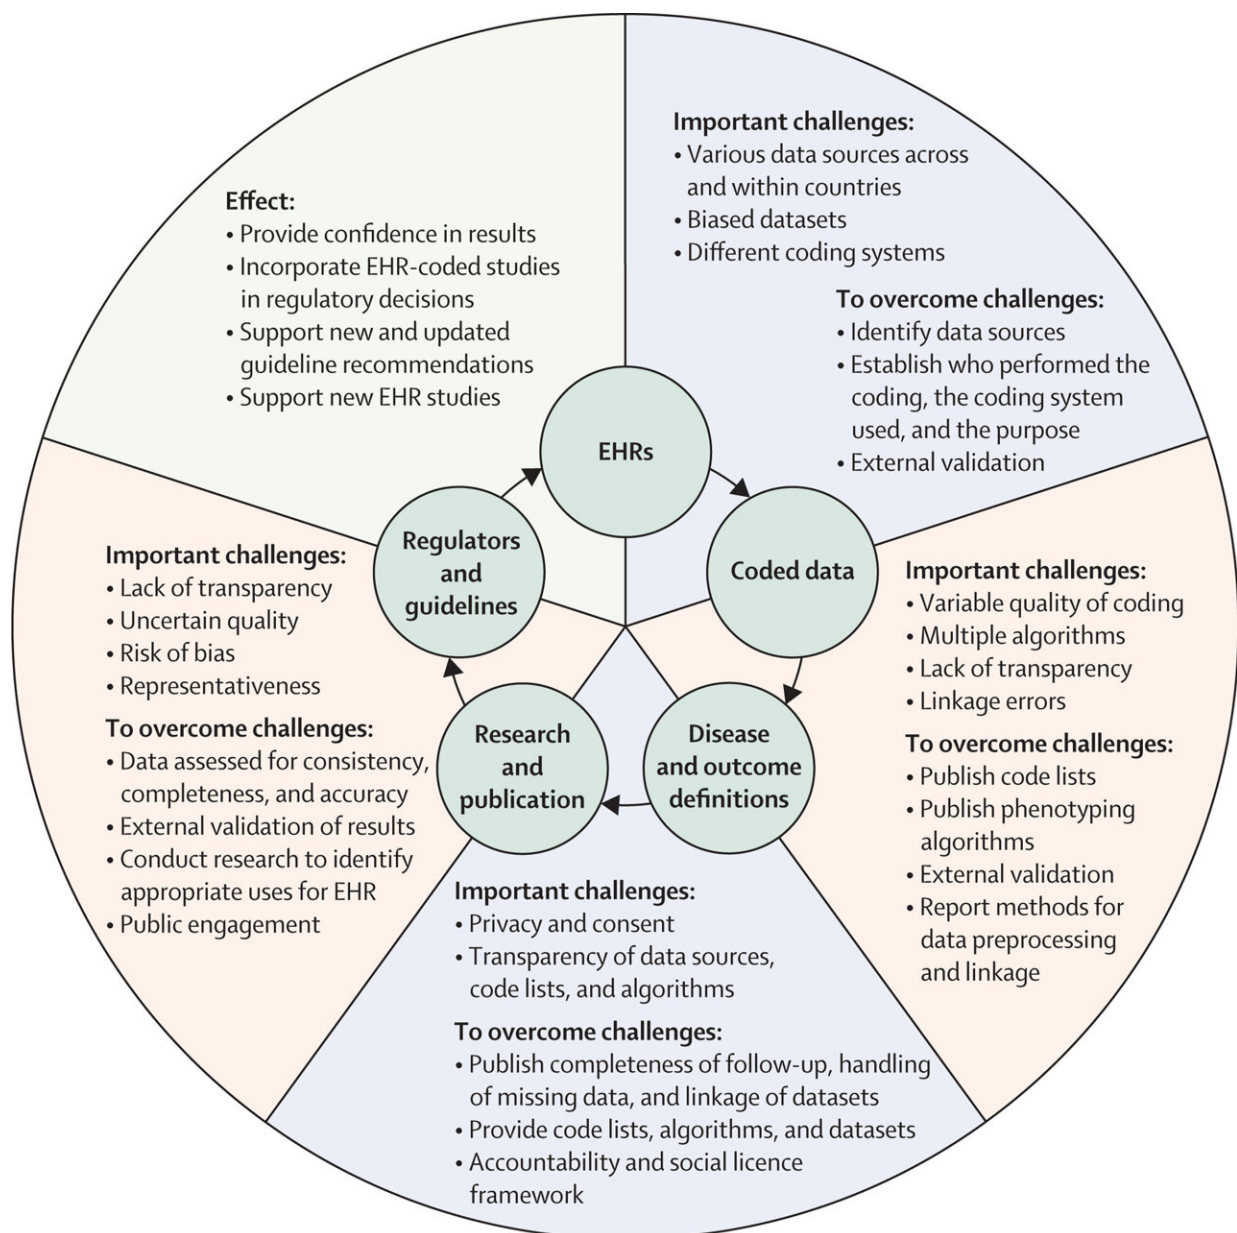 Important challenges:
• Various data sources across
and within countries
• Biased datasets
• Different coding systems
To overcome challenges:
• Identify data sources
• Establish who performed the
coding, the coding system
used, and the purpose
• External validation
Effect:
• Provide confidence in results
• Incorporate EHR-coded studies
in regulatory decisions
• Support new and updated
guideline recommendations
• Support new EHR studies
EHRs
Coded data
Disease
and outcome
definitions
Research
and
publication
Regulators
and
guidelines
Important challenges:
• Variable quality of coding
• Multiple algorithms
• Lack of transparency
• Linkage errors
To overcome challenges:
• Publish code lists
• Publish phenotyping
algorithms
• External validation
• Report methods for
data preprocessing
and linkage
Important challenges:
• Privacy and consent
• Transparency of data sources,
code lists, and algorithms
To overcome challenges:
• Publish completeness of follow-up, handling
of missing data, and linkage of datasets
• Provide code lists, algorithms, and datasets
• Accountability and social licence
framework
Important challenges:
• Lack of transparency
• Uncertain quality
• Risk of bias
• Representativeness
To overcome challenges:
• Data assessed for consistency,
completeness, and accuracy
• External validation of results
• Conduct research to identify
appropriate uses for EHR
• Public engagement